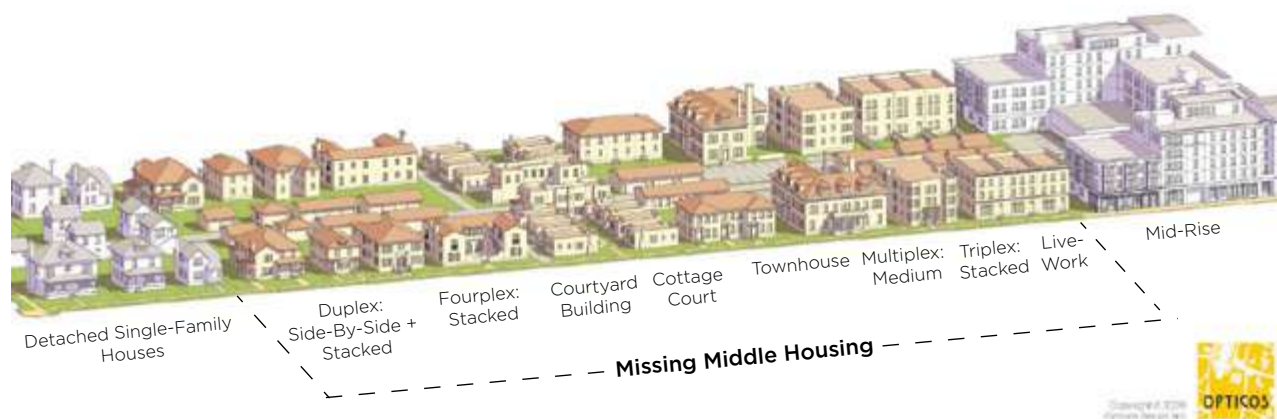 Detached Single-Family
Houses
Duplex:
Side-By-Side +
Stacked
Fourplex:
Stacked
Courtyard
Building
Cottage
Court
Townhouse
Multiplex:
Medium
Triplex:
Stacked
Live-
Work
Mid-Rise
Missing Middle Housing
OPTICOS